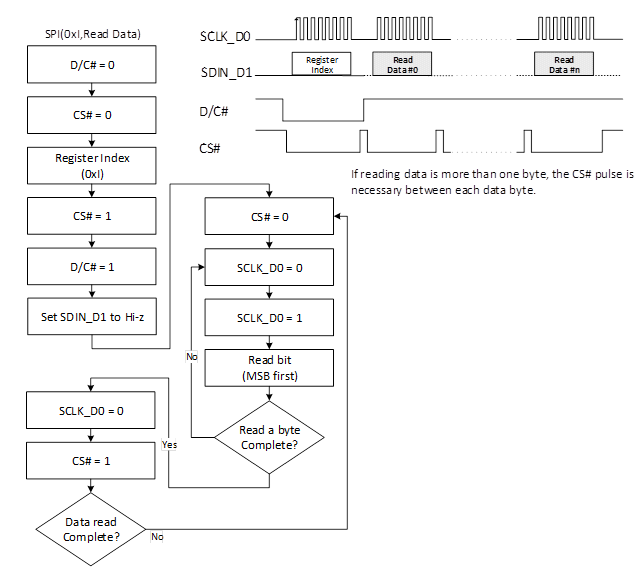 SPI(0xI,Read Data)
D/C# = 0
CS# = 0
Register Index
(0xI)
CS# = 1
D/C# = 1
Set SDIN_D1 to Hi-z
SCLK_D0
SDIN_D1
Register
Index
Read
Data#0
Read
Data #n
D/C#
CS#
If reading data is more than one byte, the CS# pulse is
necessary between each data byte.
CS# = 0
SCLK_D0 = 0
SCLK_D0 = 1
Read bit
(MSB first)
No
Read a byte
Complete?
Yes
SCLK_D0 = 0
CS# = 1
Data read
Complete?
No